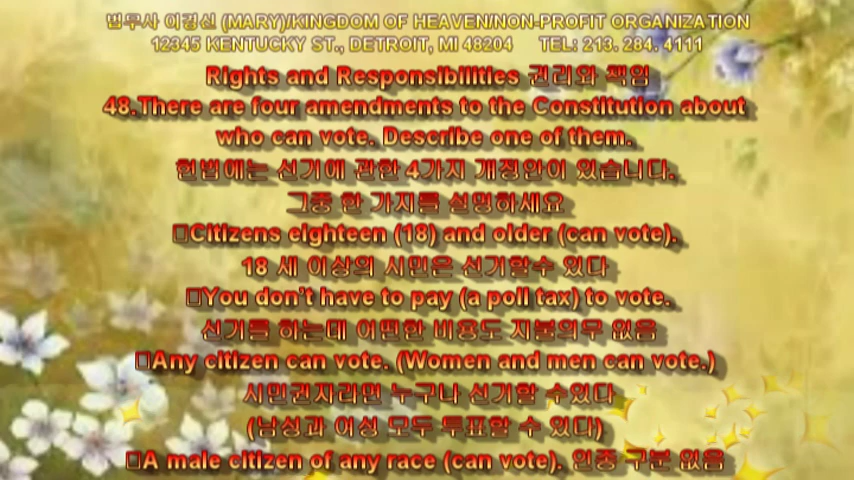 법무사 이경신 (MARY)/KINGDOM OF HEAVEN/NON-PROFIT ORGANIZATION
12345 KENTUCKY ST., DETROIT, MI 48204 TEL: 213. 284. 4111
Rights and Responsibilities 권리와 책임
48.There are four amendments to the Constitution about
who can vote. Describe one of them.
헌법에는 선거에 관한 4가지 개정안이 있습니다.
그중 한 가지를 설명하세요
□Citizens eighteen (18) and older (can vote).
18 세 이상의 시민은 선거할수 있다
□You don't have to pay (a poll tax) to vote.
선거를 하는데 어떠한 비용도 지불의무 없음
□Any citizen can vote. (Women and men can vote.)
시민권자라면 누구나 선거할 수있다
(남성과 여성 모두 투표할 수 있다)
□A male citizen of any race (can vote). 인종 구분 없음